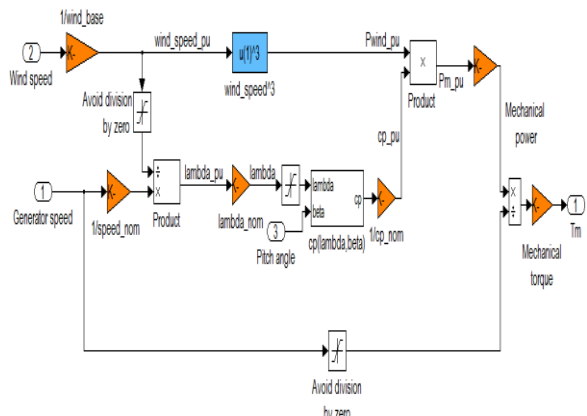 1/wind_base
2
Wind speed
K-
wind_speed_pu
u(1)^3
wind_speed^3
Pwind_pu
×
Product
Pm_pu
K-
Mechanical
power
Avoid division
by zero
cp_pu
1
Generator speed
K-
1/speed_nom
÷
×
Product
lambda_pu
K-
lambda_nom
lambda
lambda
beta
cp
cp(lambda,beta)
3
Pitch angle
K-
1/cp_nom
×
÷
K-
Mechanical
torque
1
Tm
Avoid division
by zero